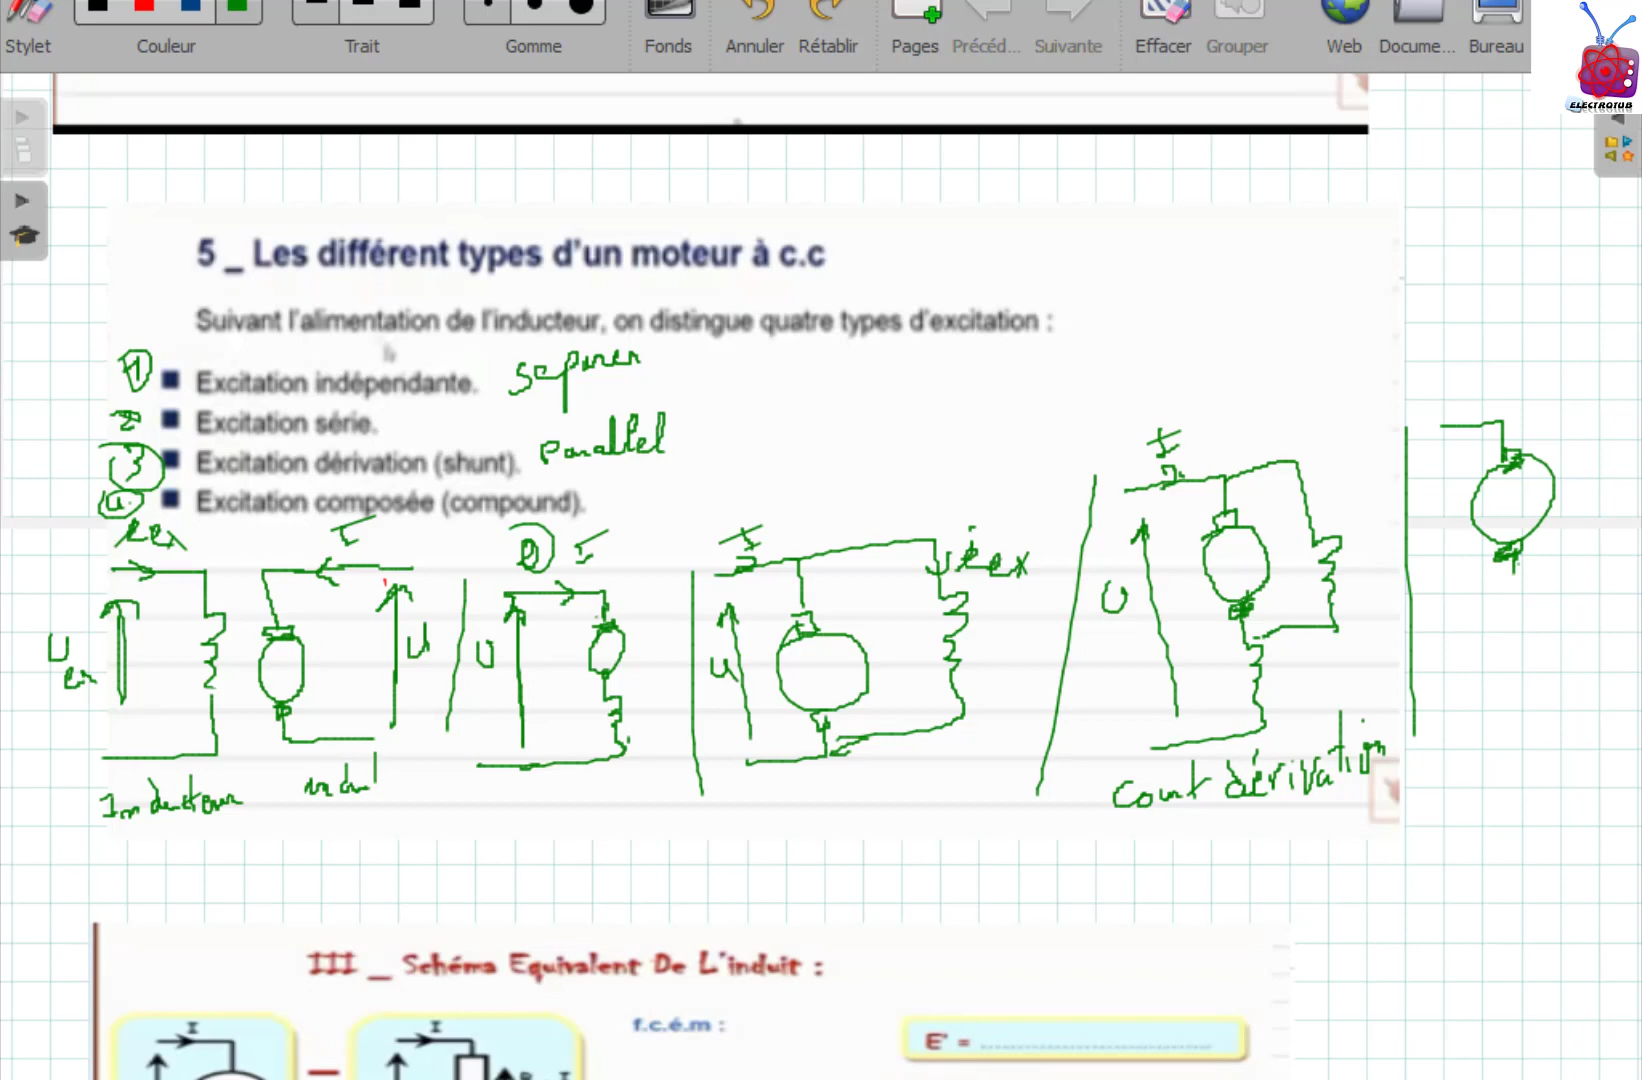 Stylet Couleur Trait Gomme Fonds Annuler Rétablir Pages Précéd... Suivante Effacer Grouper Web Docume... Bureau
ELECTROTUB
5 _ Les différent types d'un moteur à c.c
Suivant l'alimentation de l'inducteur, on distingue quatre types d'excitation :
1 Excitation indépendante. séparer
2 Excitation série.
3 Excitation dérivation (shunt). parallel
4 Excitation composée (compound).
iex I
2 I
I iex
I
U
U
U
u
U
ex
Inducteur
indui
Court dérivation
III _ Schéma Equivalent De L'induit :
f.c.é.m :
I I
E' = ........................................